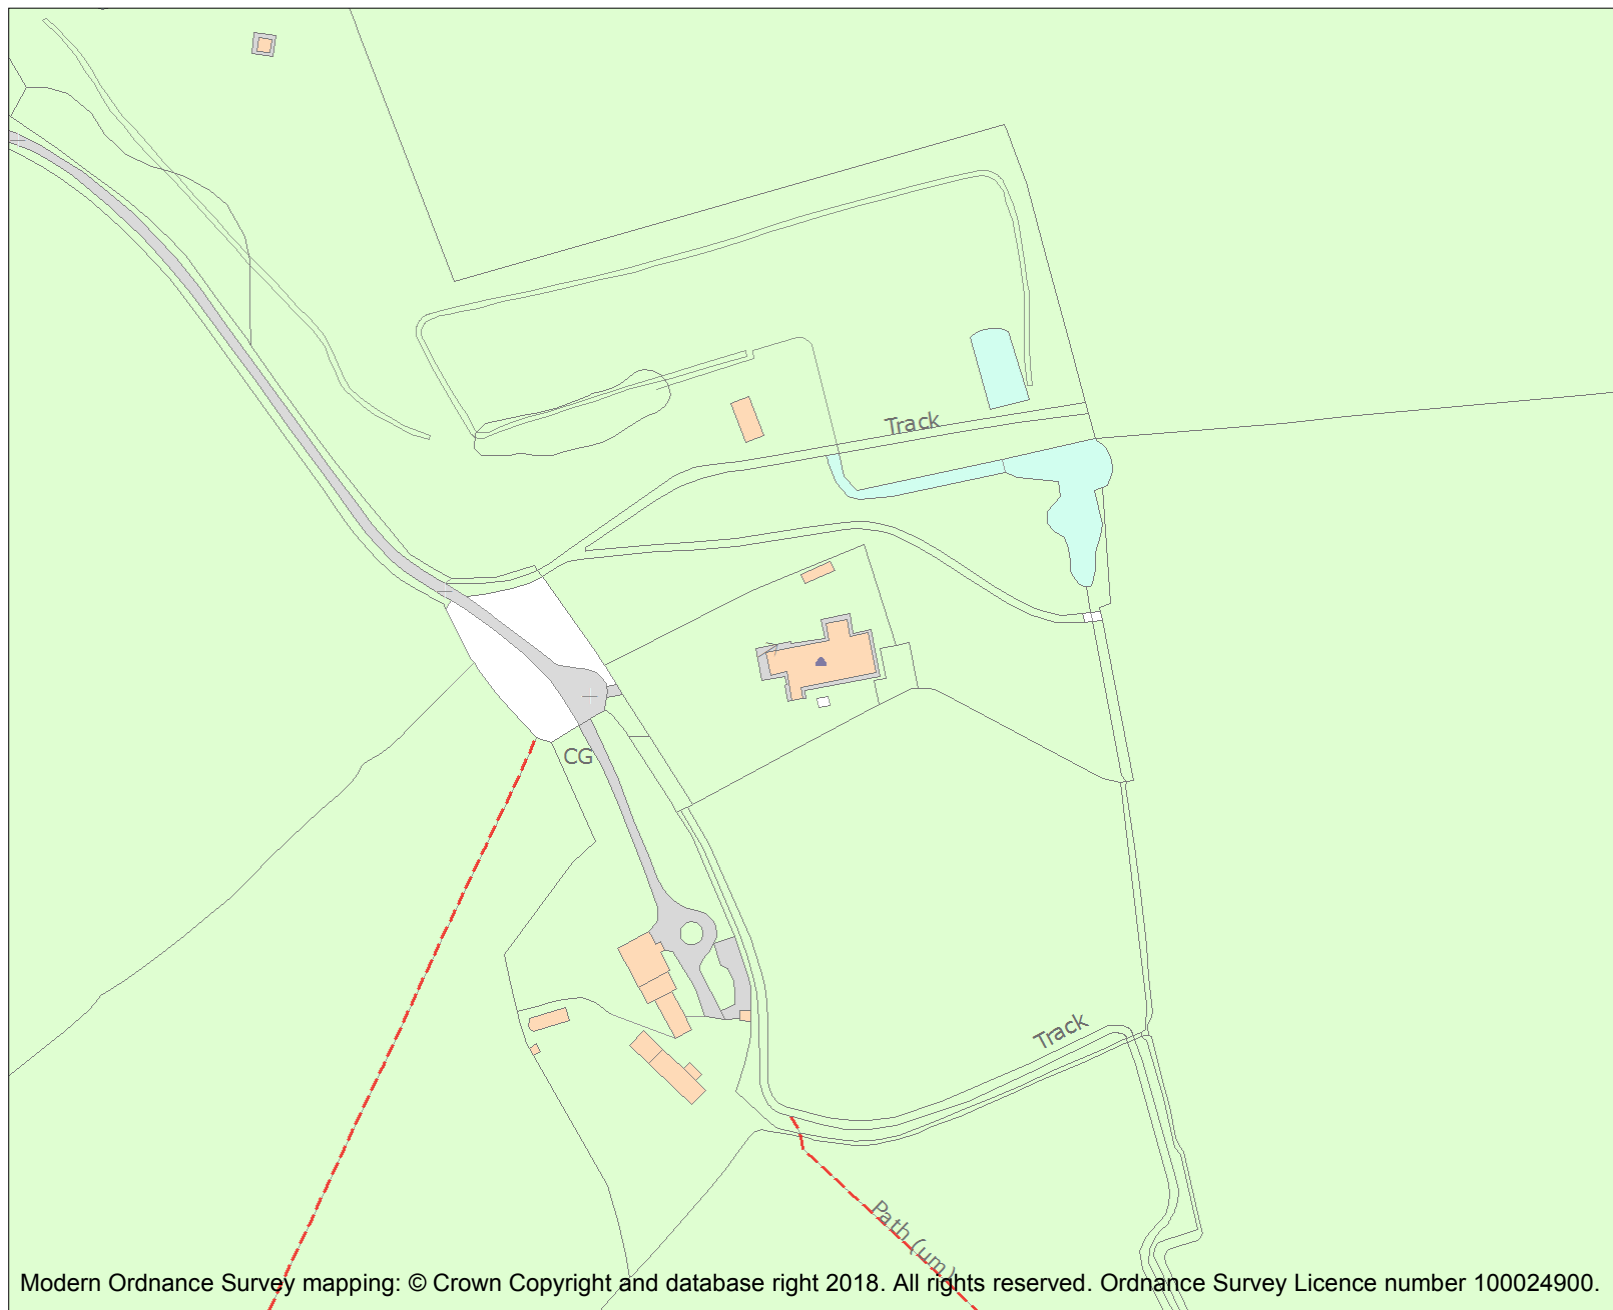 Track
CG
Track
Path (um)
Modern Ordnance Survey mapping: © Crown Copyright and database right 2018. All rights reserved. Ordnance Survey Licence number 100024900.